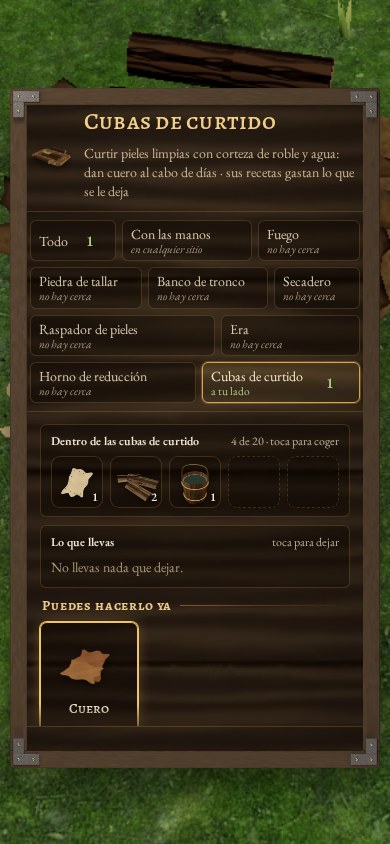 Cubas de curtido
Curtir pieles limpias con corteza de roble y agua:
dan cuero al cabo de días · sus recetas gastan lo que
se le deja
Todo 1
Con las manos
en cualquier sitio
Fuego
no hay cerca
Piedra de tallar
no hay cerca
Banco de tronco
no hay cerca
Secadero
no hay cerca
Raspador de pieles
no hay cerca
Era
no hay cerca
Horno de reducción
no hay cerca
Cubas de curtido 1
a tu lado
Dentro de las cubas de curtido 4 de 20 · toca para coger
1 2 1
Lo que llevas toca para dejar
No llevas nada que dejar.
Puedes hacerlo ya
Cuero